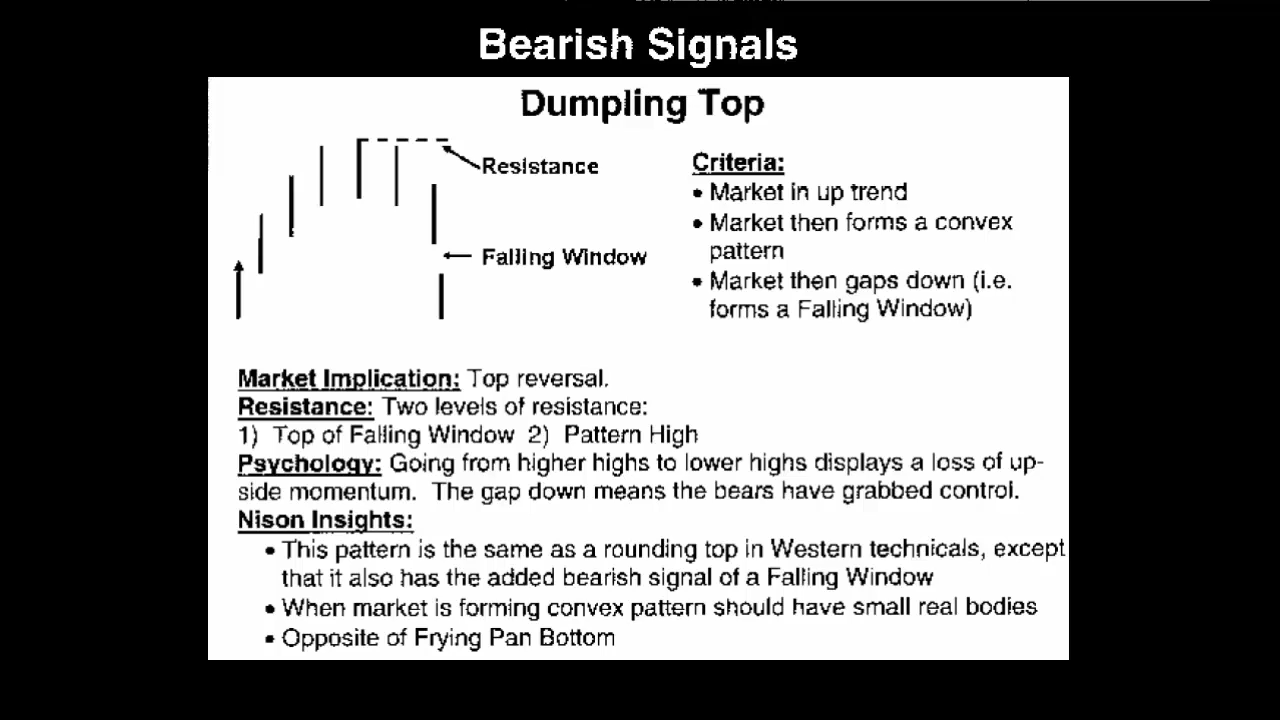 Bearish Signals
Dumpling Top
Resistance
Falling Window
Criteria:
• Market in up trend
• Market then forms a convex
pattern
• Market then gaps down (i.e.
forms a Falling Window)
Market Implication: Top reversal.
Resistance: Two levels of resistance:
1) Top of Falling Window 2) Pattern High
Psychology: Going from higher highs to lower highs displays a loss of up-
side momentum. The gap down means the bears have grabbed control.
Nison Insights:
• This pattern is the same as a rounding top in Western technicals, except
that it also has the added bearish signal of a Falling Window
• When market is forming convex pattern should have small real bodies
• Opposite of Frying Pan Bottom